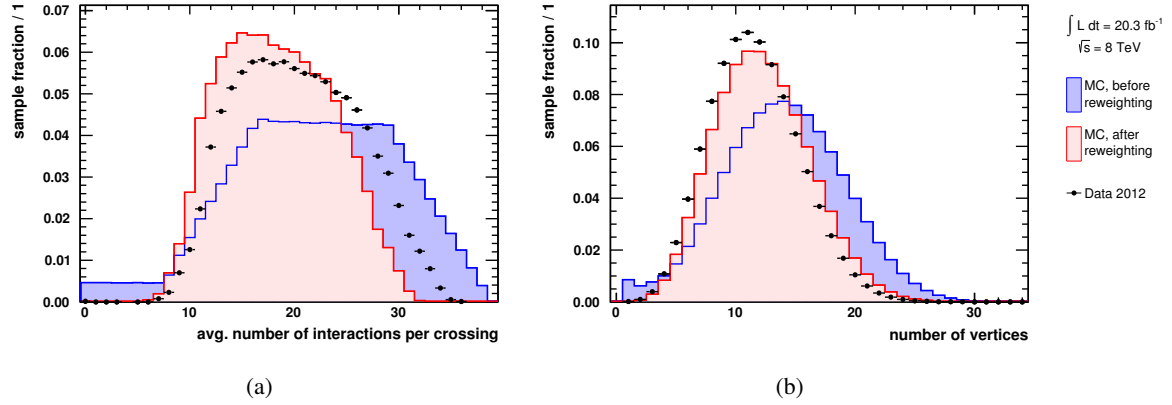 sample fraction / 1
0.07
0.06
0.05
0.04
0.03
0.02
0.01
0.00
0
10
20
30
avg. number of interactions per crossing
(a)
sample fraction / 1
0.10
0.08
0.06
0.04
0.02
0.00
0
10
20
30
number of vertices
(b)
∫ L dt = 20.3 fb⁻¹
√s = 8 TeV
MC, before
reweighting
MC, after
reweighting
Data 2012